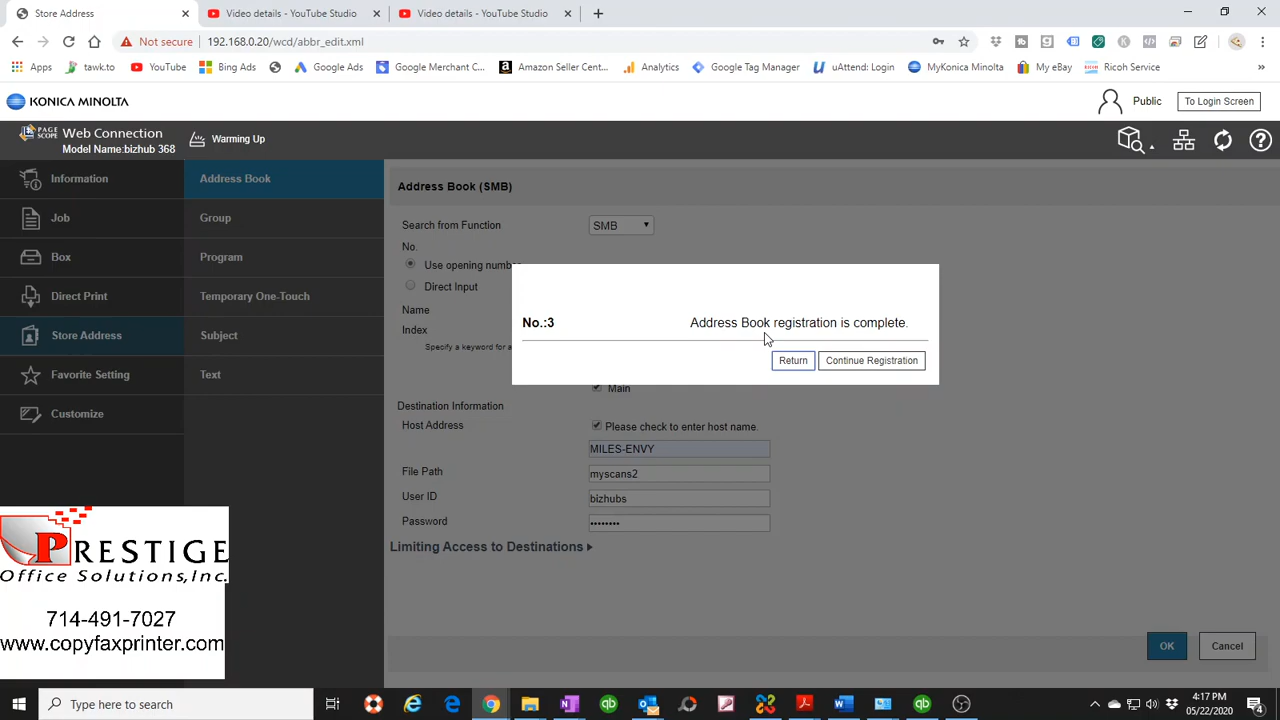 Store Address
Video details - YouTube Studio
Video details - YouTube Studio
Not secure
192.168.0.20/wcd/abbr_edit.xml
Apps
tawk.to
YouTube
Bing Ads
Google Ads
Google Merchant C...
Amazon Seller Cent...
Analytics
Google Tag Manager
uAttend: Login
MyKonica Minolta
My eBay
Ricoh Service
KONICA MINOLTA
Public
To Login Screen
PAGE SCOPE Web Connection
Model Name:bizhub 368
Warming Up
Information
Job
Box
Direct Print
Store Address
Favorite Setting
Customize
Address Book
Group
Program
Temporary One-Touch
Subject
Text
Address Book (SMB)
Search from Function
SMB
No.
Use opening numbe
Direct Input
Name
Index
Specify a keyword for a
No.:3
Address Book registration is complete.
Return
Continue Registration
Main
Destination Information
Host Address
Please check to enter host name.
MILES-ENVY
File Path
myscans2
User ID
bizhubs
Password
••••••••
Limiting Access to Destinations
OK
Cancel
PRESTIGE
Office Solutions,Inc.
714-491-7027
www.copyfaxprinter.com
Type here to search
4:17 PM
05/22/2020